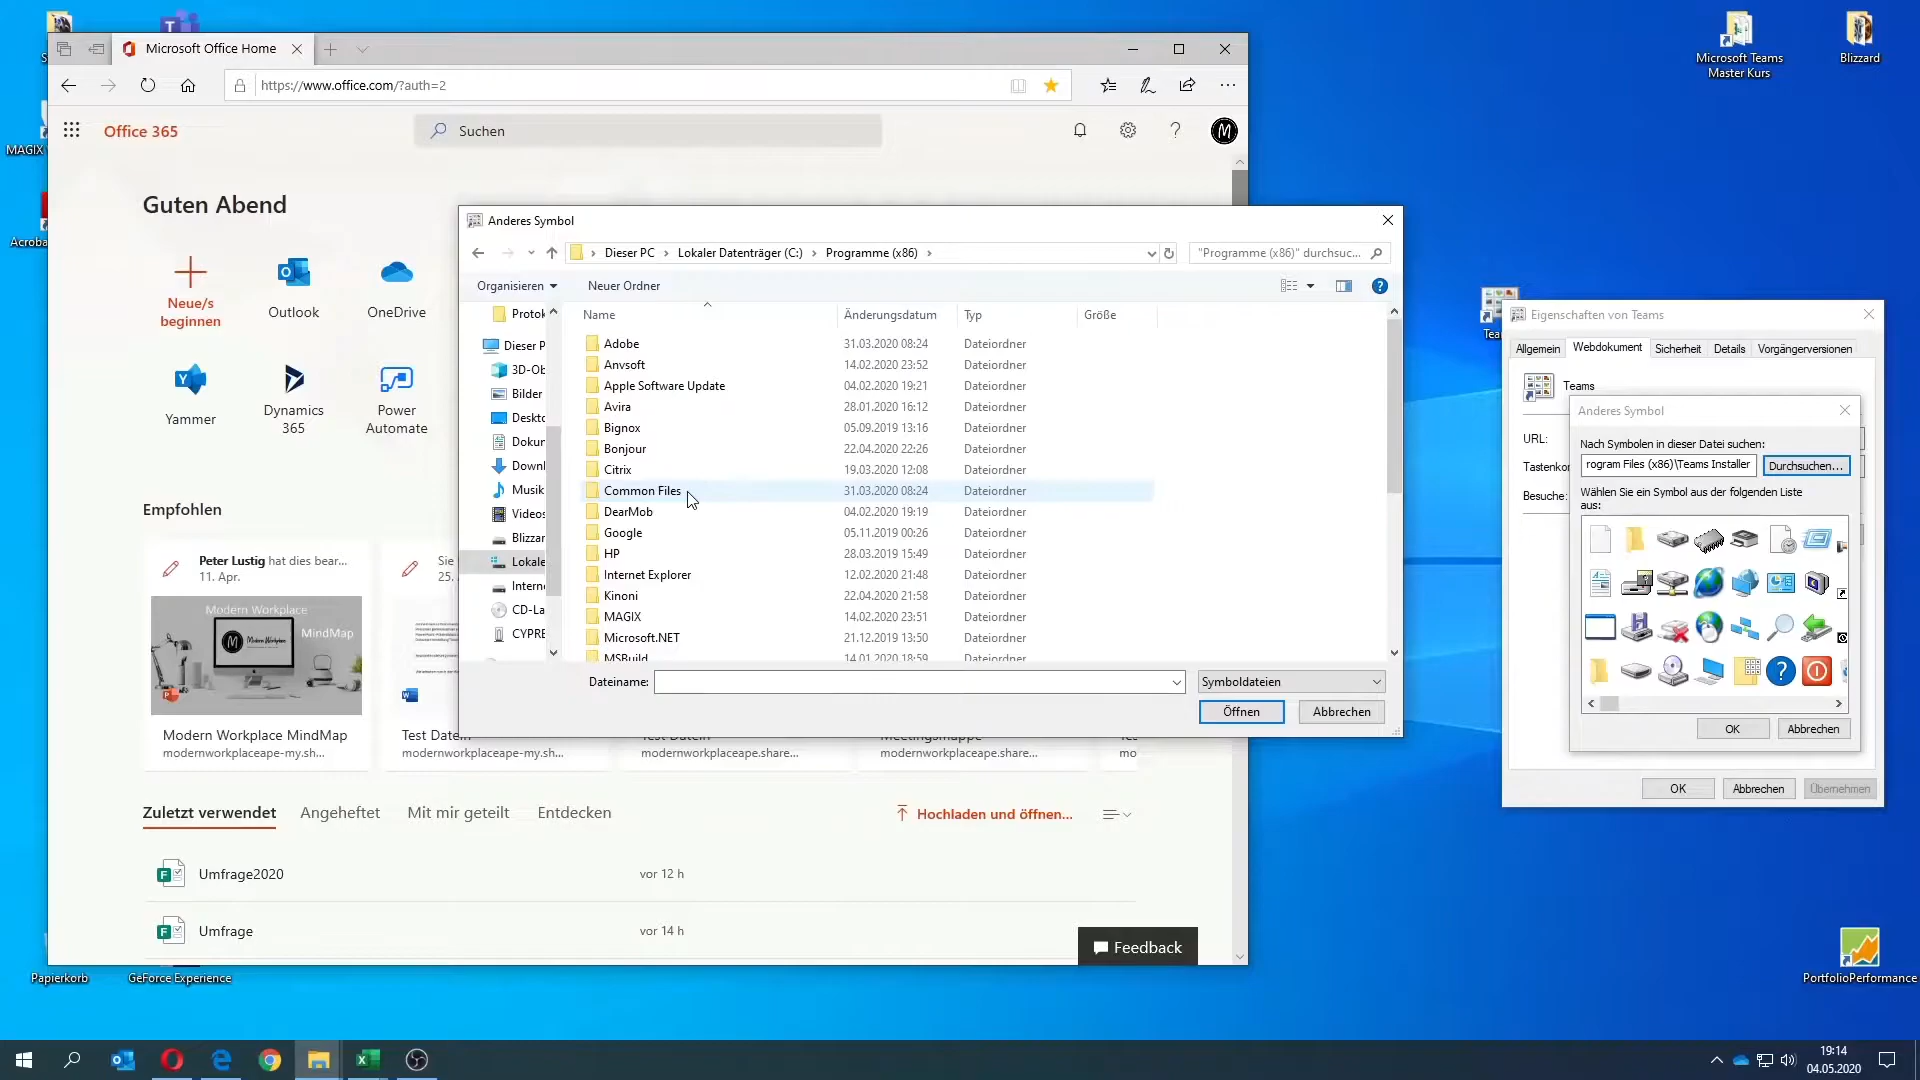 Microsoft Office Home
https://www.office.com/?auth=2
Office 365
Suchen
Guten Abend
Neue/s
beginnen
Outlook
OneDrive
Yammer
Dynamics
365
Power
Automate
Empfohlen
Peter Lustig hat dies bear...
11. Apr.
Sie
25.
Modern Workplace
MindMap
Modern Workplace MindMap
modernworkplaceape-my.sh...
modernworkplaceape-my.sh...
modernworkplaceape.share...
modernworkplaceape.share...
mo
Zuletzt verwendet
Angeheftet
Mit mir geteilt
Entdecken
Hochladen und öffnen...
Umfrage2020
vor 12 h
Umfrage
vor 14 h
Feedback
Anderes Symbol
Dieser PC
Lokaler Datenträger (C:)
Programme (x86)
"Programme (x86)" durchsuc...
Organisieren
Neuer Ordner
Protok
Dieser P
3D-Ob
Bilder
Deskto
Dokun
Downl
Musik
Videos
Blizzar
Lokale
Interne
CD-La
CYPRE
Name
Änderungsdatum
Typ
Größe
Adobe 31.03.2020 08:24 Dateiordner
Anvsoft 14.02.2020 23:52 Dateiordner
Apple Software Update 04.02.2020 19:21 Dateiordner
Avira 28.01.2020 16:12 Dateiordner
Bignox 05.09.2019 13:16 Dateiordner
Bonjour 22.04.2020 22:26 Dateiordner
Citrix 19.03.2020 12:08 Dateiordner
Common Files 31.03.2020 08:24 Dateiordner
DearMob 04.02.2020 19:19 Dateiordner
Google 05.11.2019 00:26 Dateiordner
HP 28.03.2020 15:49 Dateiordner
Internet Explorer 12.02.2020 21:48 Dateiordner
Kinoni 22.04.2020 21:58 Dateiordner
MAGIX 14.02.2020 23:51 Dateiordner
Microsoft.NET 21.12.2019 13:50 Dateiordner
MSBuild 14.01.2020 18:59 Dateiordner
Dateiname:
Symboldateien
Öffnen
Abbrechen
Eigenschaften von Teams
Allgemein
Webdokument
Sicherheit
Details
Vorgängerversionen
Teams
URL:
Tastenko
Besuche:
Anderes Symbol
Nach Symbolen in dieser Datei suchen:
rogram Files (x86)\Teams Installer
Durchsuchen...
Wählen Sie ein Symbol aus der folgenden Liste
aus:
OK
Abbrechen
OK
Abbrechen
Übernehmen
Microsoft Teams
Master Kurs
Blizzard
MAGIX
Acroba
Papierkorb
GeForce Experience
PortfolioPerformance
19:14
04.05.2020